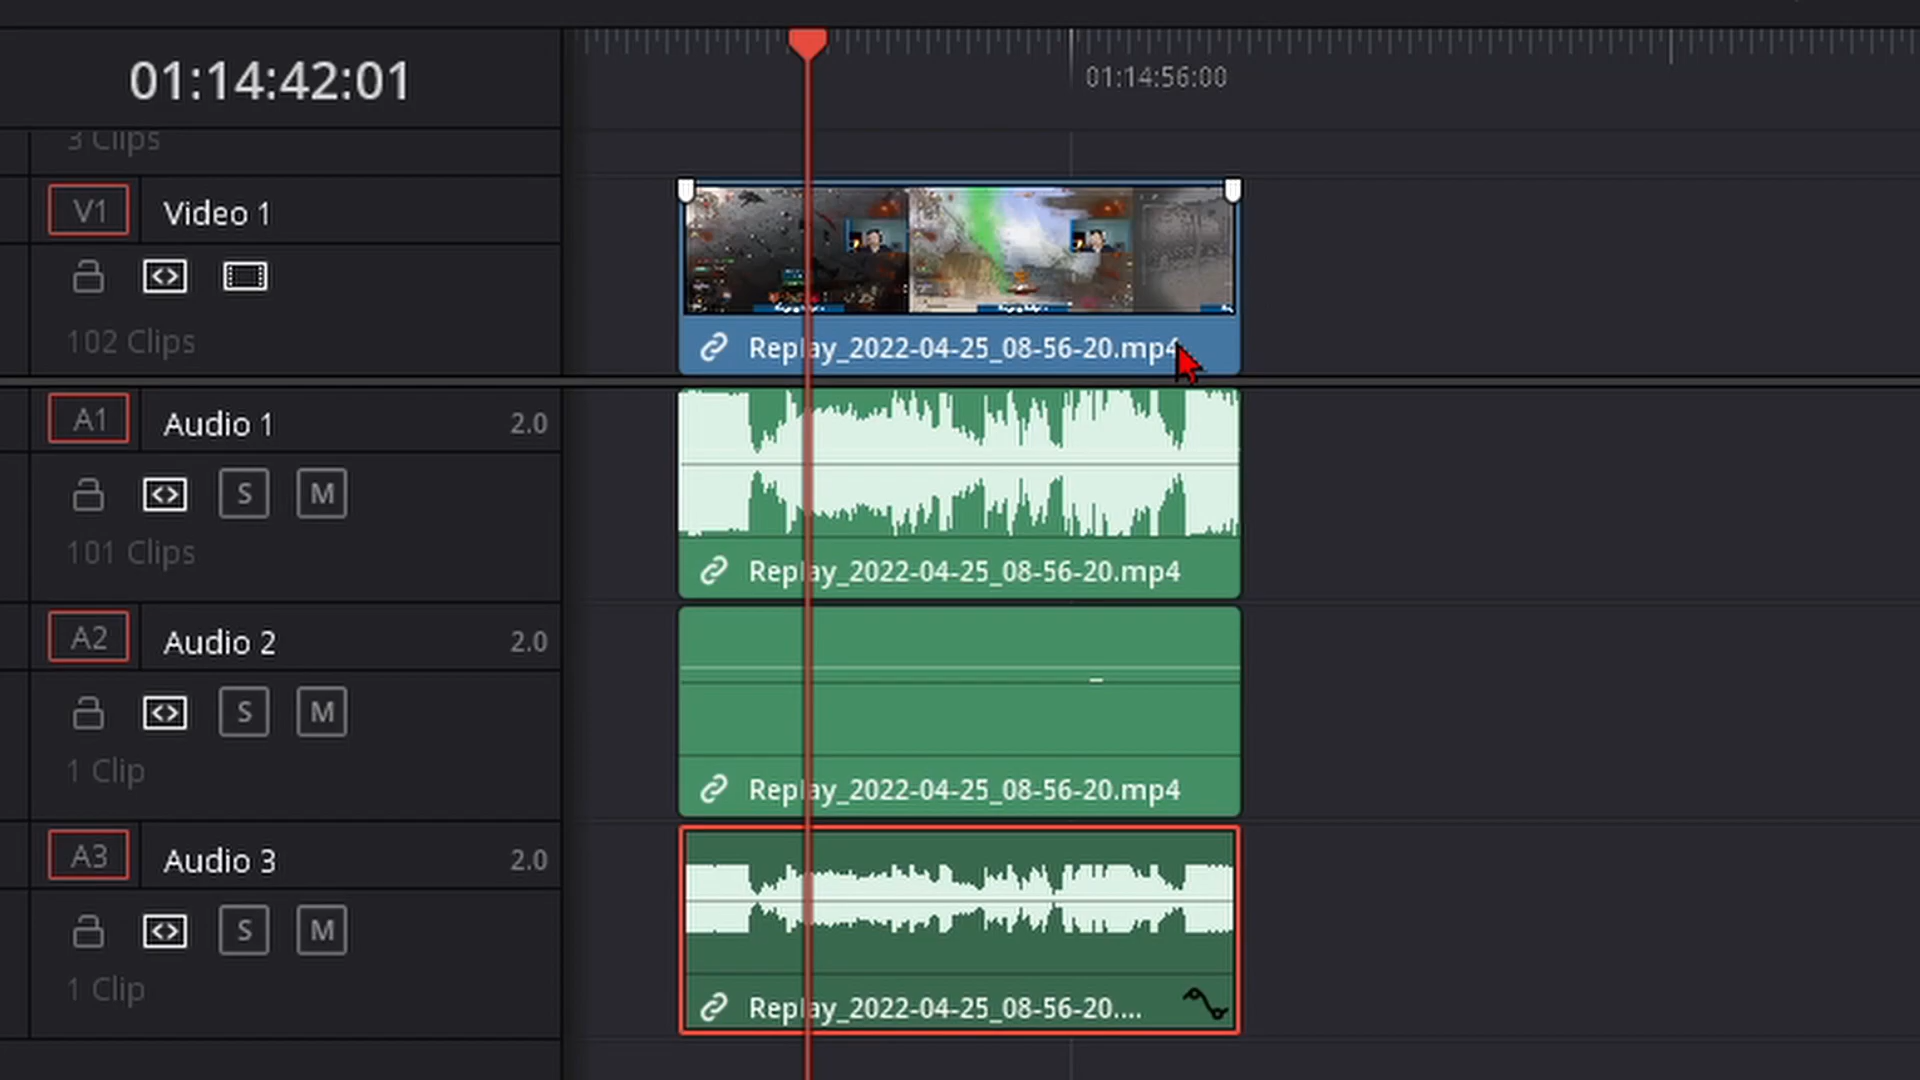 01:14:42:01
01:14:56:00
3 Clips
V1 Video 1
102 Clips
Replay_2022-04-25_08-56-20.mp4
A1 Audio 1 2.0
S M
101 Clips
Replay_2022-04-25_08-56-20.mp4
A2 Audio 2 2.0
S M
1 Clip
Replay_2022-04-25_08-56-20.mp4
A3 Audio 3 2.0
S M
1 Clip
Replay_2022-04-25_08-56-20....